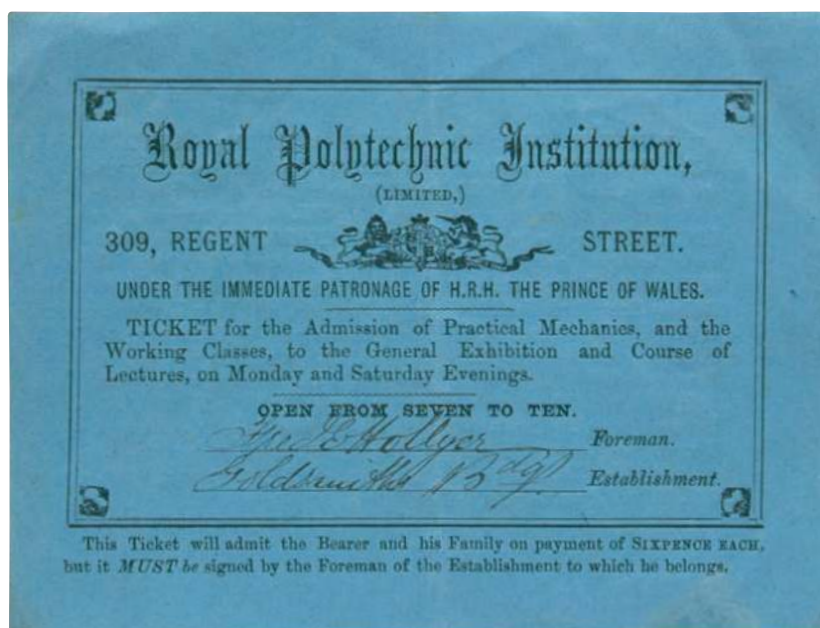 Royal Polytechnic Institution,
(LIMITED,)
309, REGENT STREET.
UNDER THE IMMEDIATE PATRONAGE OF H.R.H. THE PRINCE OF WALES.
TICKET for the Admission of Practical Mechanics, and the
Working Classes, to the General Exhibition and Course of
Lectures, on Monday and Saturday Evenings.
OPEN FROM SEVEN TO TEN.
Fred E Hollyer Foreman.
Goldsmiths Bdgs Establishment.
This Ticket will admit the Bearer and his Family on payment of SIXPENCE EACH,
but it MUST be signed by the Foreman of the Establishment to which he belongs.